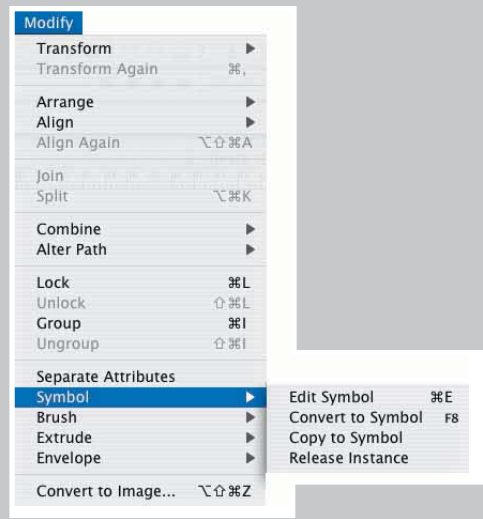 Modify
Transform
Transform Again ⌘,
Arrange
Align
Align Again ⌥⇧⌘A
Join
Split ⌥⌘K
Combine
Alter Path
Lock ⌘L
Unlock ⇧⌘L
Group ⌘I
Ungroup ⇧⌘I
Separate Attributes
Symbol
Edit Symbol ⌘E
Convert to Symbol F8
Copy to Symbol
Release Instance
Brush
Extrude
Envelope
Convert to Image... ⌥⇧⌘Z